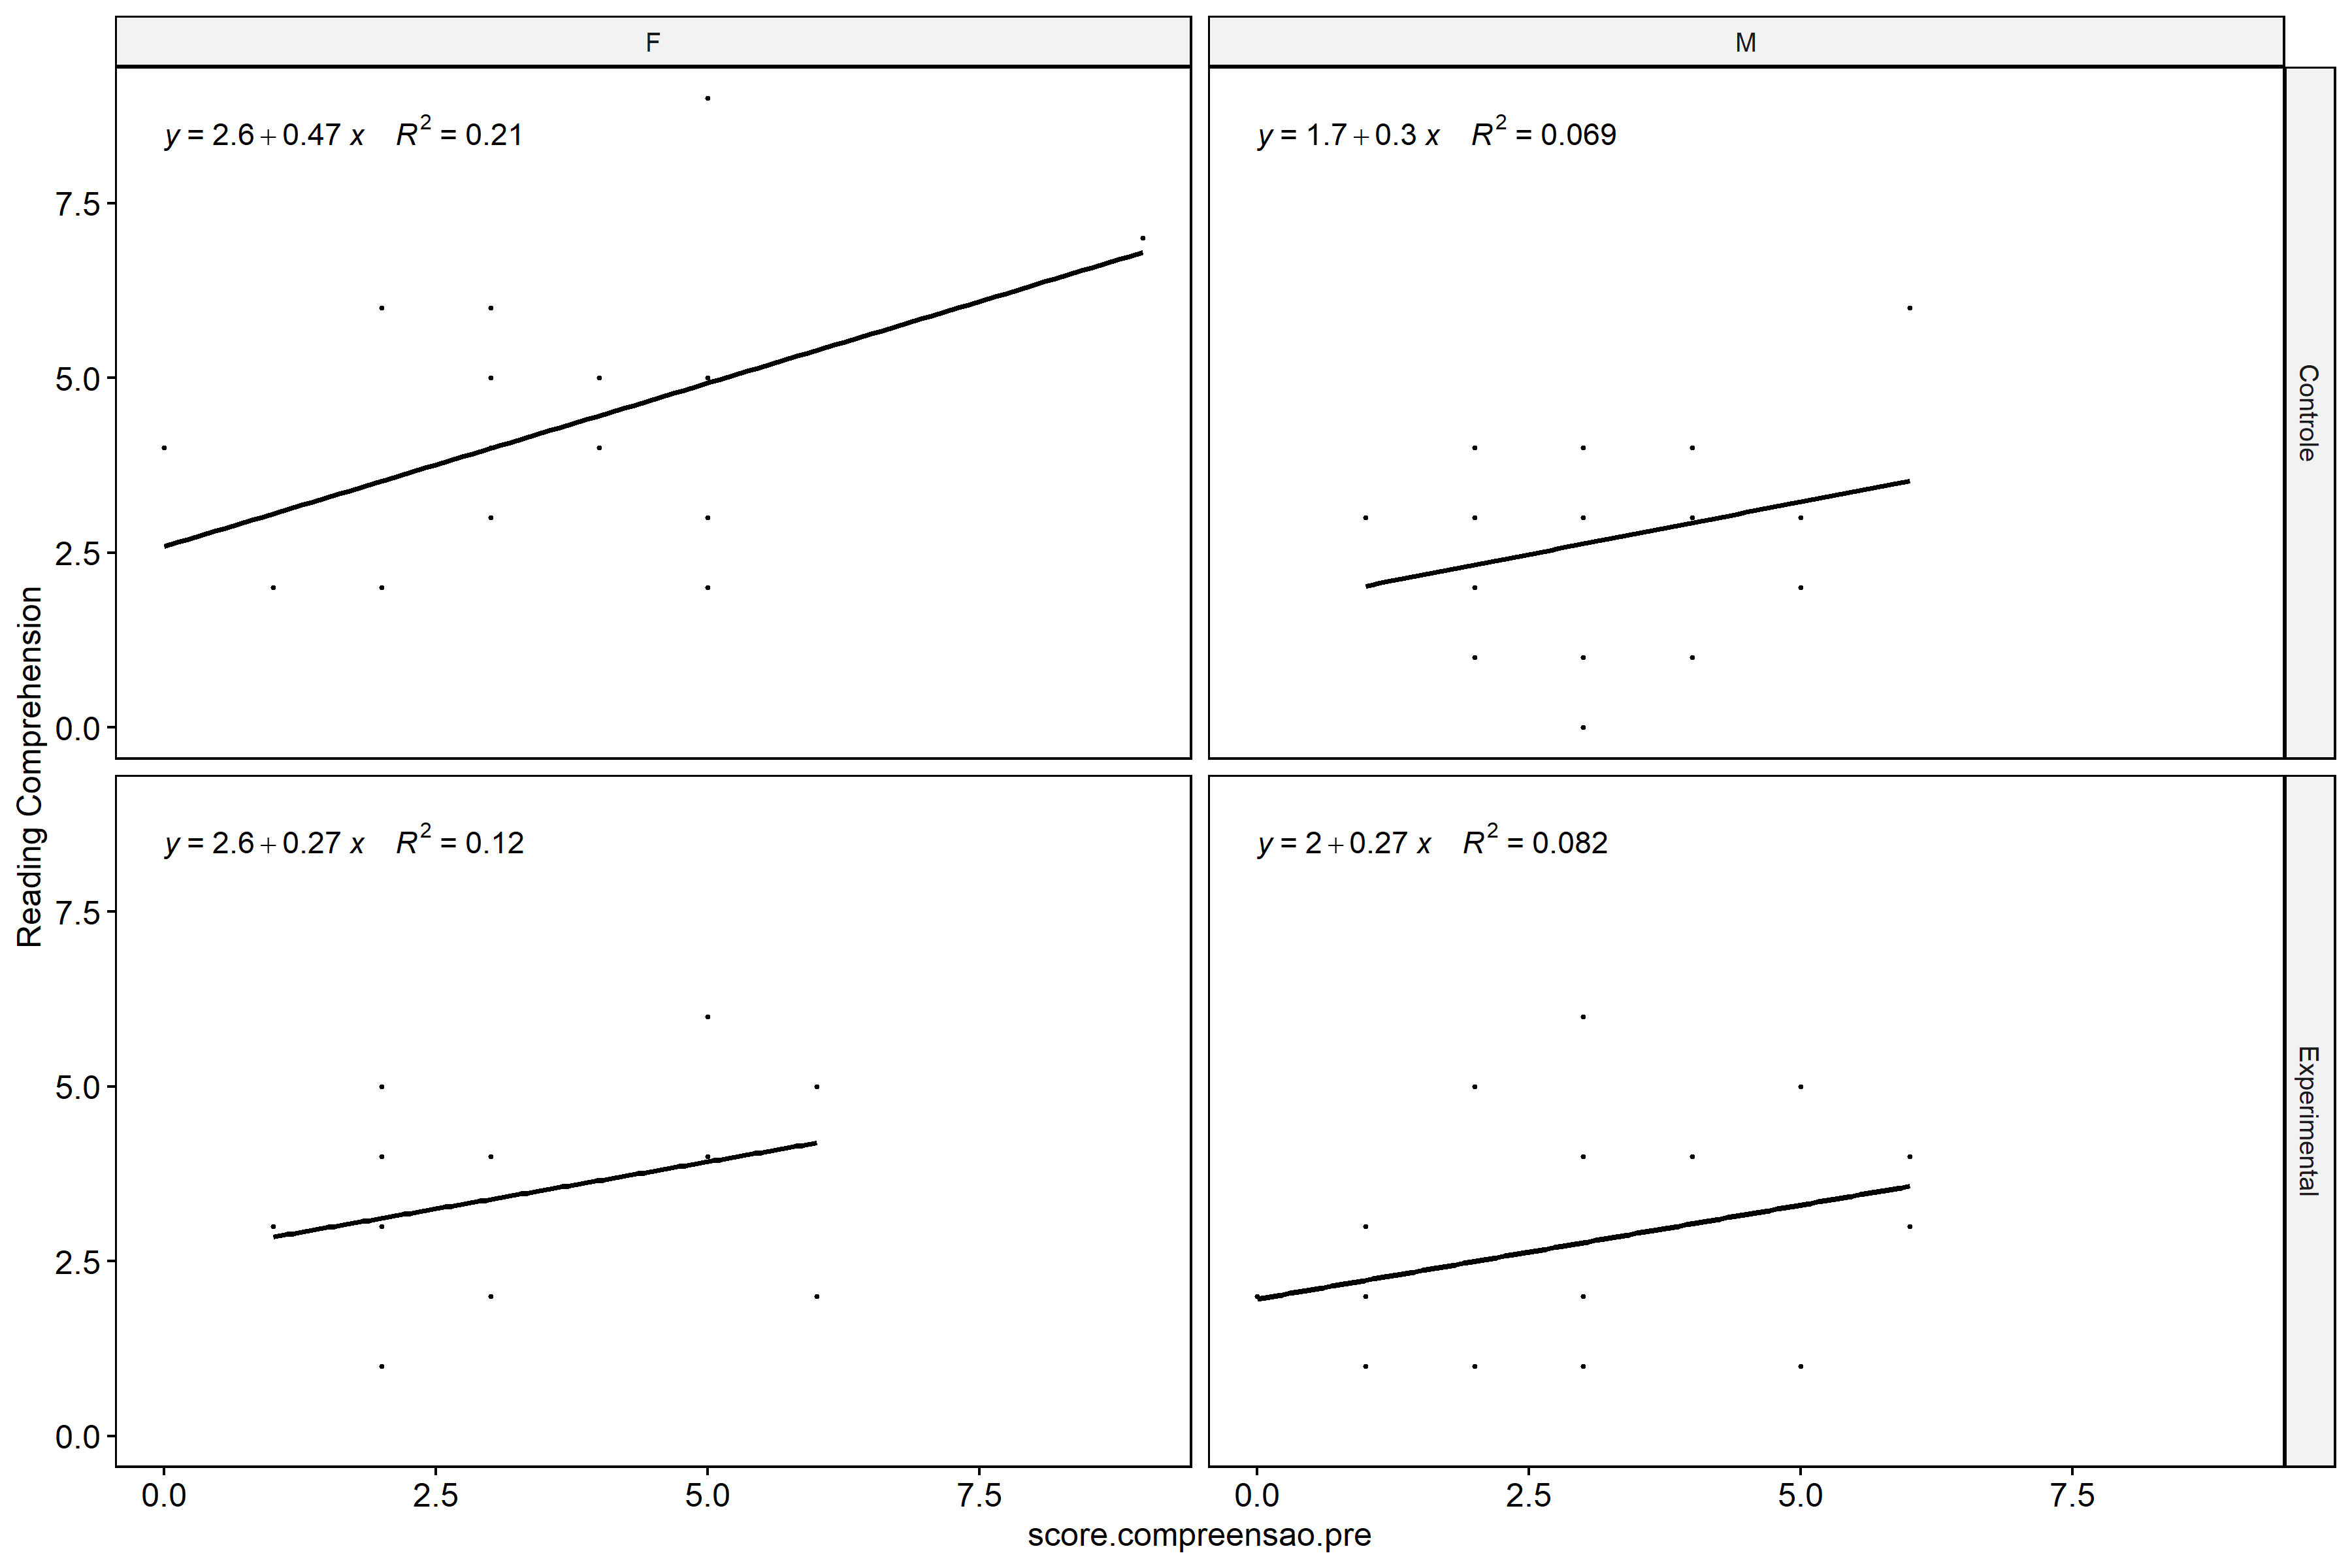 F
M
y = 2.6 + 0.47 x R² = 0.21
y = 1.7 + 0.3 x R² = 0.069
7.5
5.0
2.5
0.0
Controle
Reading Comprehension
y = 2.6 + 0.27 x R² = 0.12
y = 2 + 0.27 x R² = 0.082
7.5
5.0
2.5
0.0
Experimental
0.0 2.5 5.0 7.5
0.0 2.5 5.0 7.5
score.compreensao.pre